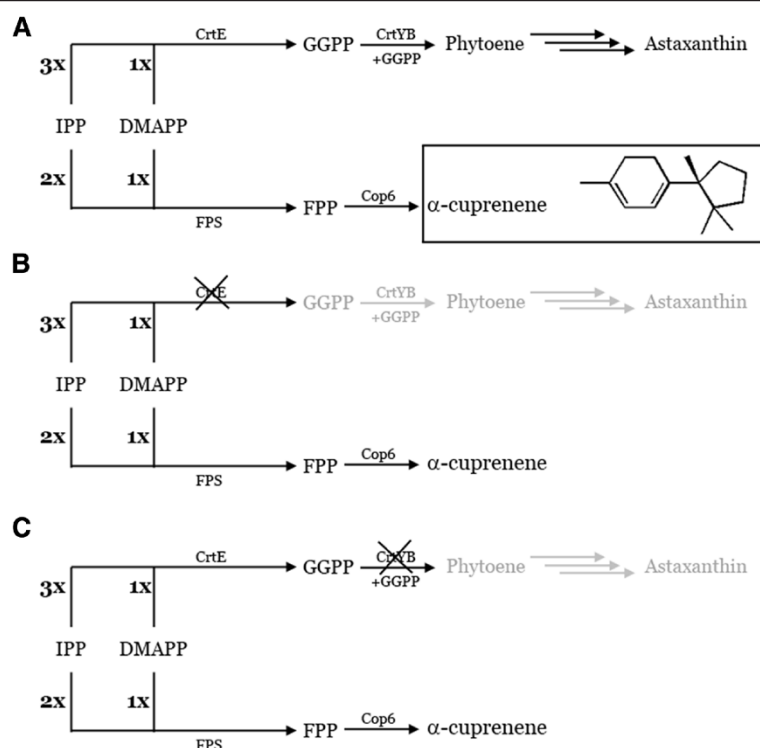 A
CrtE
GGPP
CrtYB
+GGPP
Phytoene
Astaxanthin
3x
1x
IPP
DMAPP
2x
1x
FPS
FPP
Cop6
α-cuprenene
B
CrtE
GGPP
CrtYB
+GGPP
Phytoene
Astaxanthin
3x
1x
IPP
DMAPP
2x
1x
FPS
FPP
Cop6
α-cuprenene
C
CrtE
GGPP
CrtYB
+GGPP
Phytoene
Astaxanthin
3x
1x
IPP
DMAPP
2x
1x
FPS
FPP
Cop6
α-cuprenene